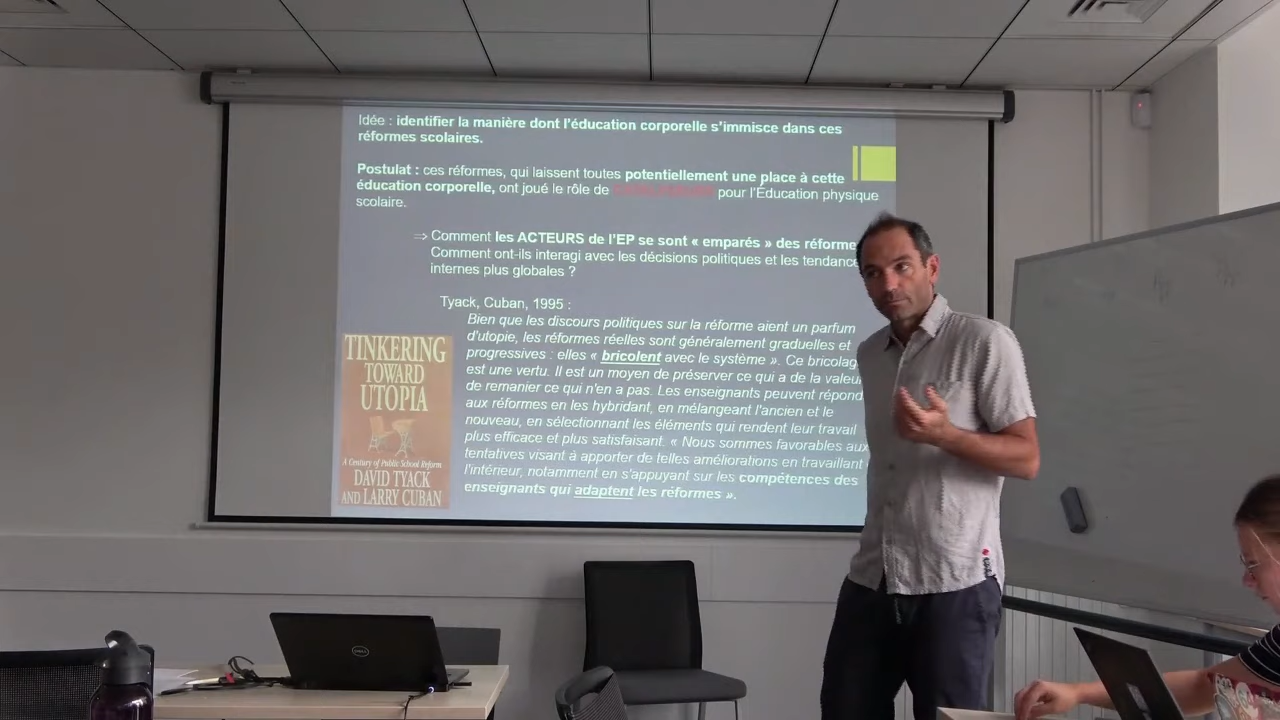 Idée : identifier la manière dont l'éducation corporelle s'immisce dans ces
réformes scolaires.
Postulat : ces réformes, qui laissent toutes potentiellement une place à cette
éducation corporelle, ont joué le rôle de pour l'Éducation physique
scolaire.
⇒ Comment les ACTEURS de l'EP se sont « emparés » des réforme
Comment ont-ils interagi avec les décisions politiques et les tendance
internes plus globales ?
Tyack, Cuban, 1995 :
Bien que les discours politiques sur la réforme aient un parfum
d'utopie, les réformes réelles sont généralement graduelles et
progressives : elles « bricolent avec le système ». Ce bricolag
est une vertu. Il est un moyen de préserver ce qui a de la valeu
de remanier ce qui n'en a pas. Les enseignants peuvent répond
aux réformes en les hybridant, en mélangeant l'ancien et le
nouveau, en sélectionnant les éléments qui rendent leur travail
plus efficace et plus satisfaisant. « Nous sommes favorables aux
tentatives visant à apporter de telles améliorations en travaillant
l'intérieur, notamment en s'appuyant sur les compétences des
enseignants qui adaptent les réformes ».
TINKERING
TOWARD
UTOPIA
A Century of Public School Reform
DAVID TYACK
AND LARRY CUBAN
DELL